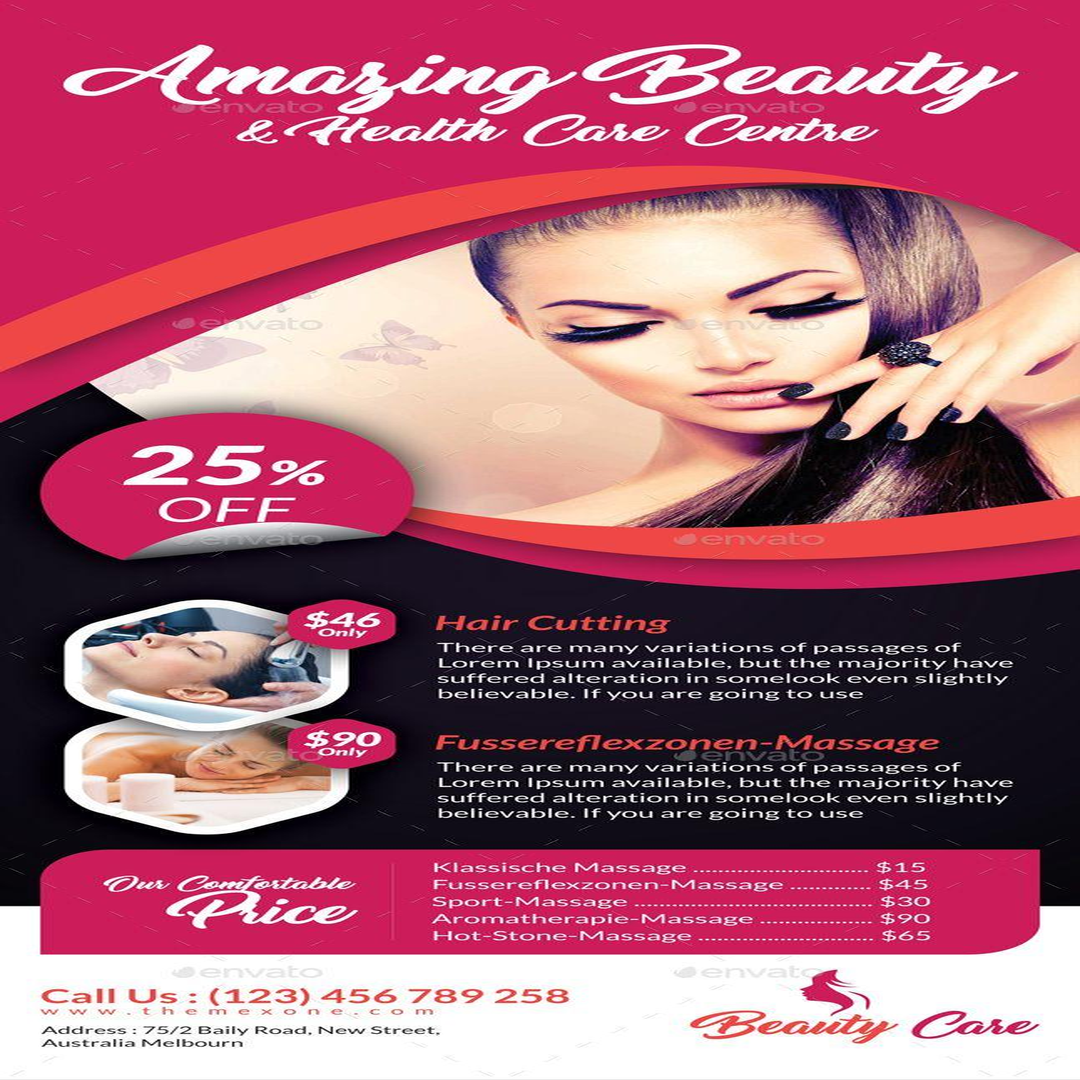 Amazing Beauty
& Health Care Centre
25%
OFF
$46
Only
Hair Cutting
There are many variations of passages of
Lorem Ipsum available, but the majority have
suffered alteration in somelook even slightly
believable. If you are going to use
$90
Only
Fussereflexzonen-Massage
There are many variations of passages of
Lorem Ipsum available, but the majority have
suffered alteration in somelook even slightly
believable. If you are going to use
Our Comfortable
Price
Klassische Massage ................................ $15
Fussereflexzonen-Massage ............... $45
Sport-Massage ............................................ $30
Aromatherapie-Massage ..................... $90
Hot-Stone-Massage ................................. $65
Call Us : (123) 456 789 258
www.themexone.com
Address : 75/2 Baily Road, New Street,
Australia Melbourn
Beauty Care
envato
envato
envato
envato
envato
envato
envato
envato
envato